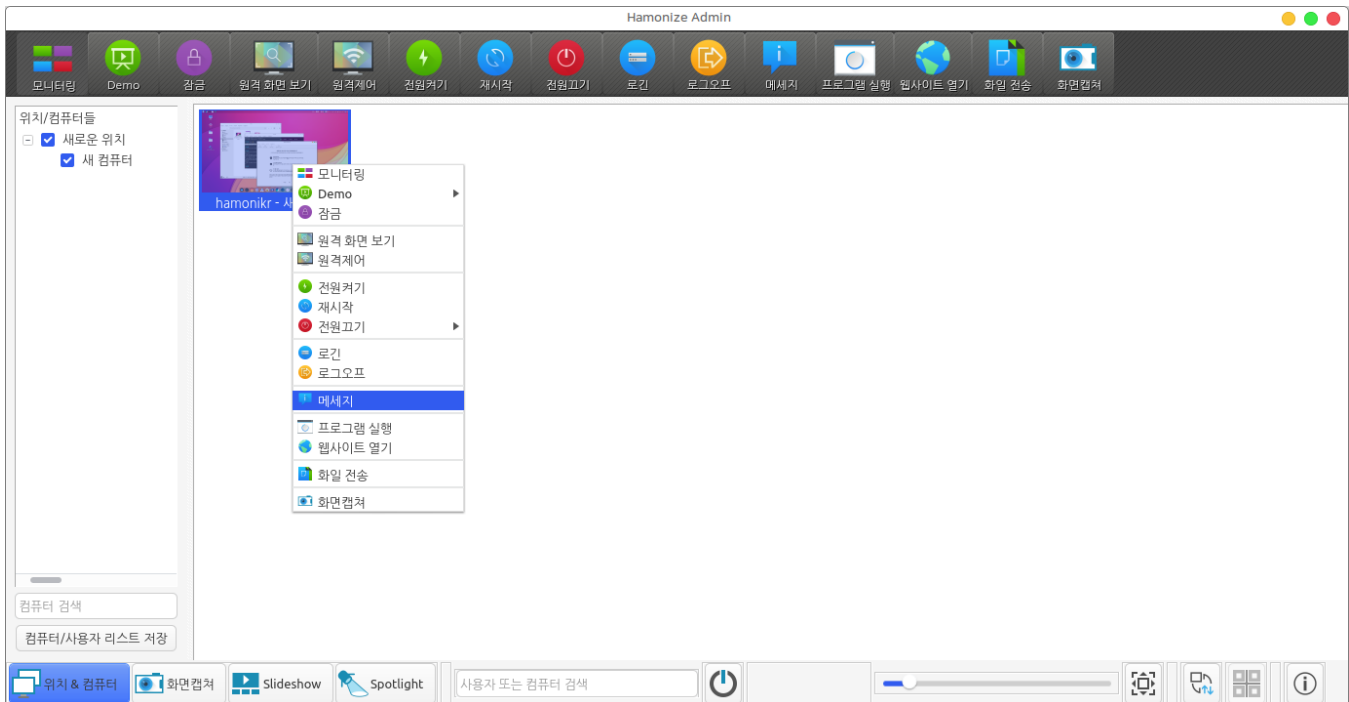 Hamonize Admin
모니터링 Demo 잠금 원격 화면 보기 원격제어 전원켜기 재시작 전원끄기 로긴 로그오프 메세지 프로그램 실행 웹사이트 열기 화일 전송 화면캡쳐
위치/컴퓨터들
새로운 위치
새 컴퓨터
hamonikr - 새
모니터링
Demo
잠금
원격 화면 보기
원격제어
전원켜기
재시작
전원끄기
로긴
로그오프
메세지
프로그램 실행
웹사이트 열기
화일 전송
화면캡쳐
컴퓨터 검색
컴퓨터/사용자 리스트 저장
위치 & 컴퓨터 화면캡쳐 Slideshow Spotlight 사용자 또는 컴퓨터 검색